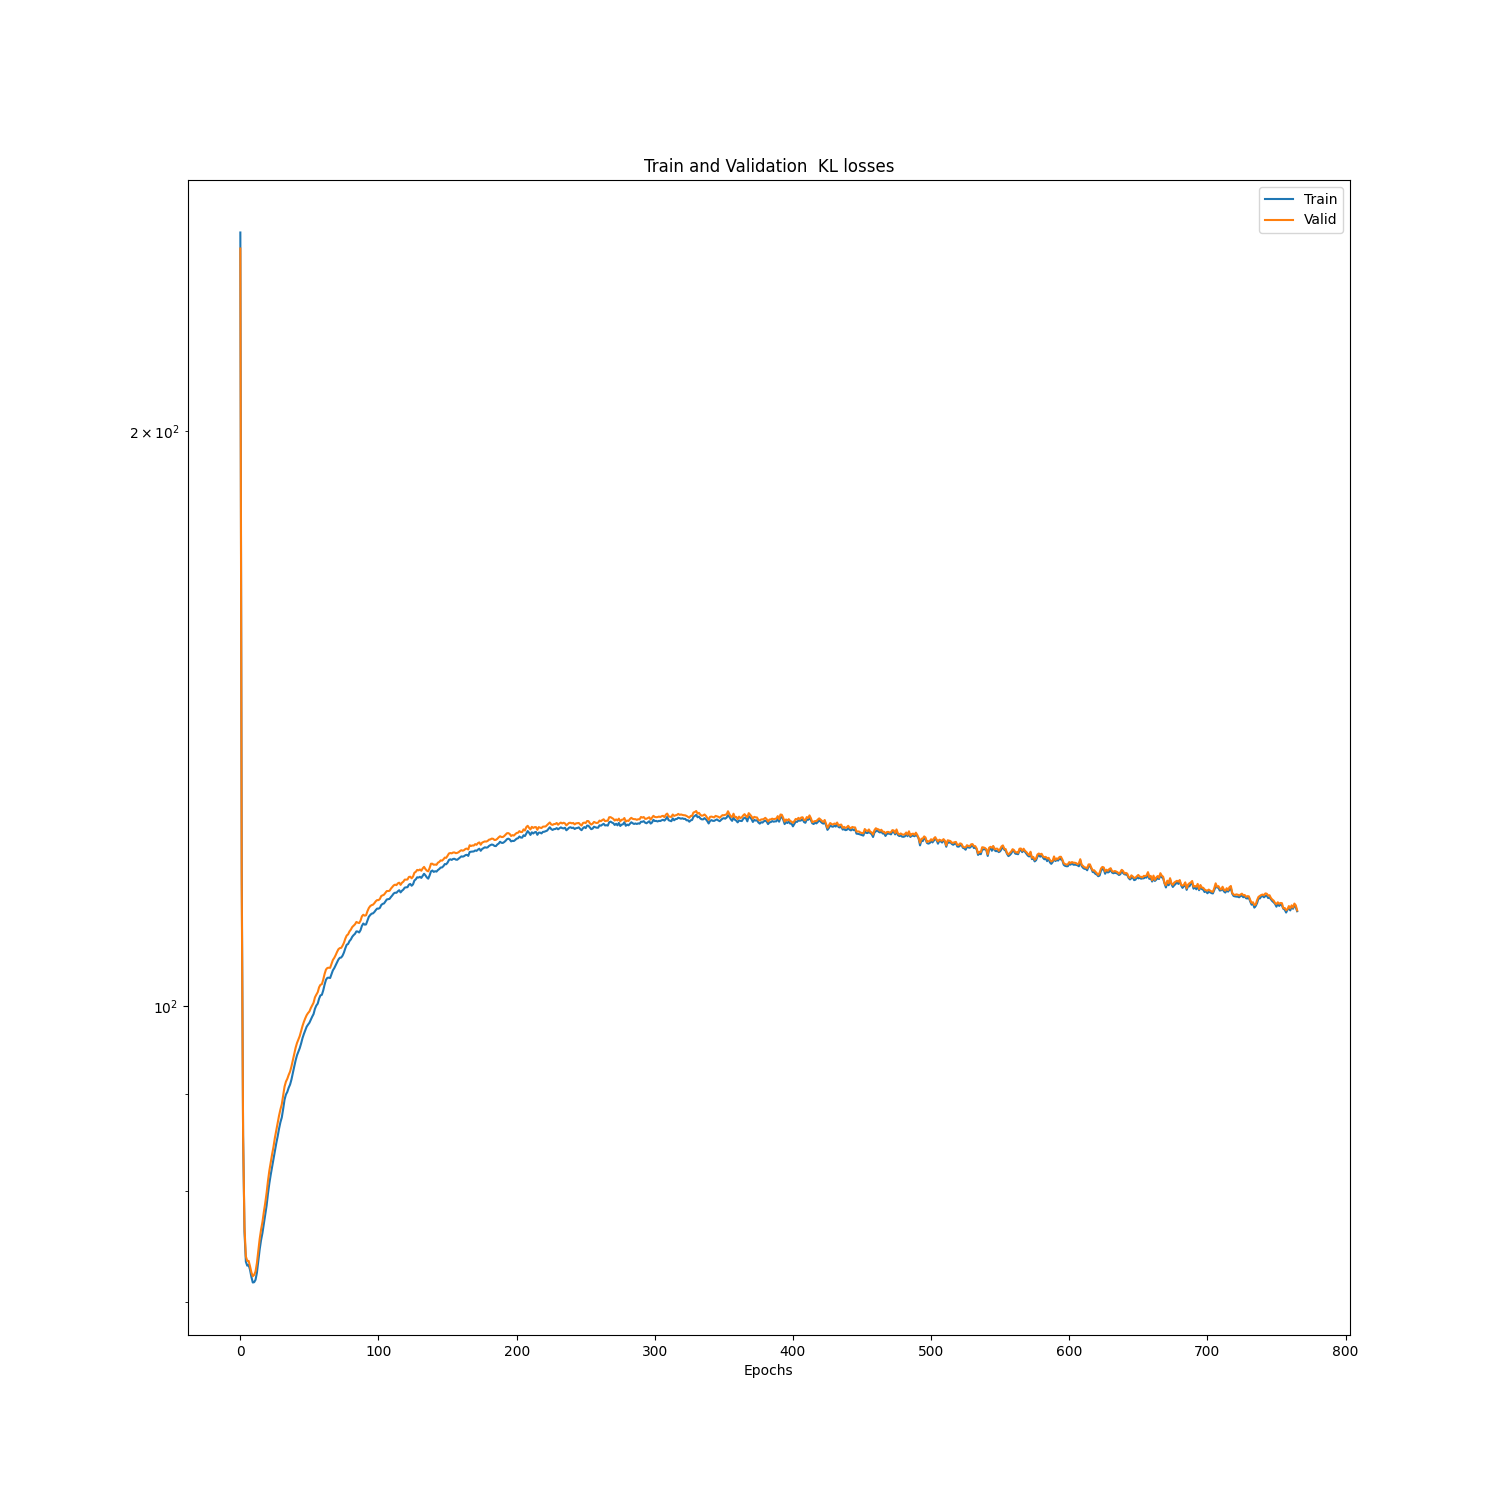 Train and Validation  KL losses
Train
Valid
2 × 10²
10²
0 100 200 300 400 500 600 700 800
Epochs